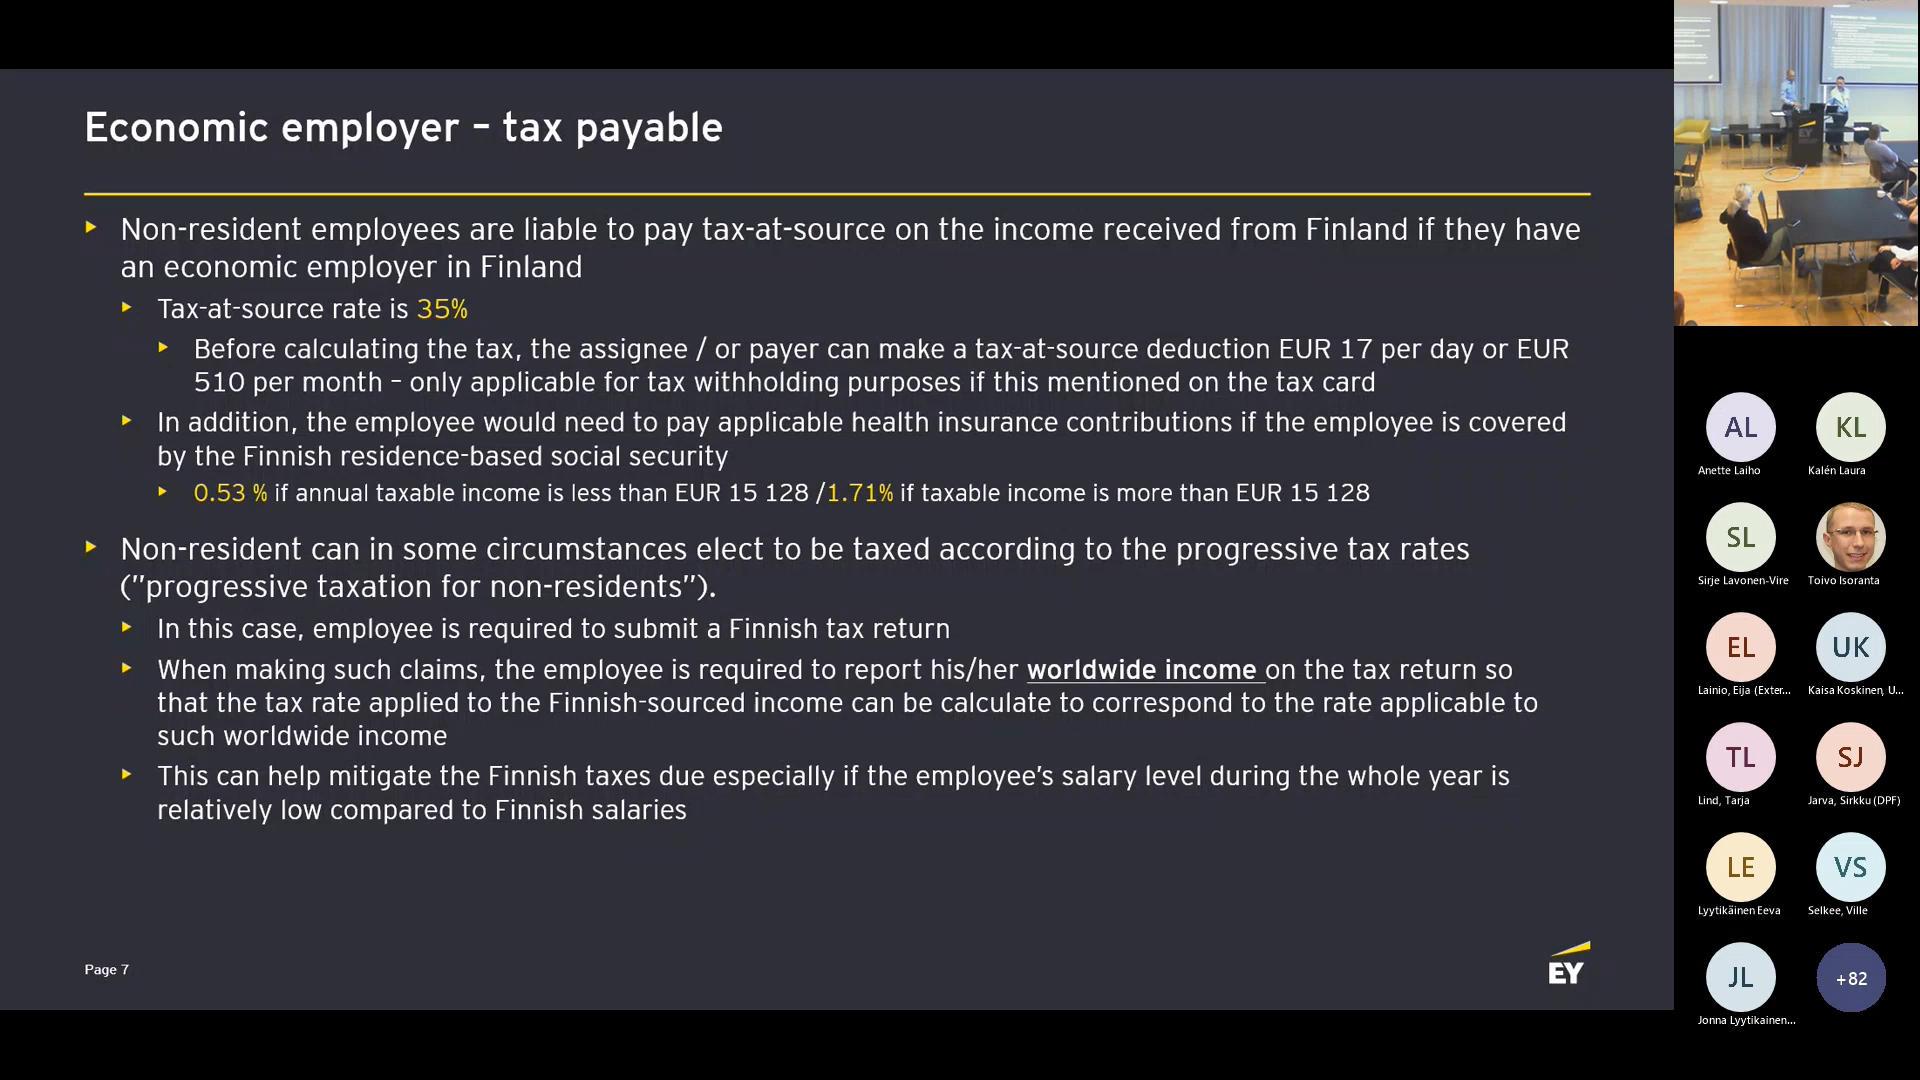 Economic employer – tax payable
Non-resident employees are liable to pay tax-at-source on the income received from Finland if they have
an economic employer in Finland
Tax-at-source rate is 35%
Before calculating the tax, the assignee / or payer can make a tax-at-source deduction EUR 17 per day or EUR
510 per month – only applicable for tax withholding purposes if this mentioned on the tax card
In addition, the employee would need to pay applicable health insurance contributions if the employee is covered
by the Finnish residence-based social security
0.53 % if annual taxable income is less than EUR 15 128 /1.71% if taxable income is more than EUR 15 128
Non-resident can in some circumstances elect to be taxed according to the progressive tax rates
(”progressive taxation for non-residents”).
In this case, employee is required to submit a Finnish tax return
When making such claims, the employee is required to report his/her worldwide income on the tax return so
that the tax rate applied to the Finnish-sourced income can be calculate to correspond to the rate applicable to
such worldwide income
This can help mitigate the Finnish taxes due especially if the employee’s salary level during the whole year is
relatively low compared to Finnish salaries
Page 7
EY
EY
AL
KL
Anette Laiho
Kalén Laura
SL
Sirje Lavonen-Vire
Toivo Isoranta
EL
UK
Lainio, Eija (Exter...
Kaisa Koskinen, U...
TL
SJ
Lind, Tarja
Jarva, Sirkku (DPF)
LE
VS
Lyytikäinen Eeva
Selkee, Ville
JL
+82
Jonna Lyytikainen...